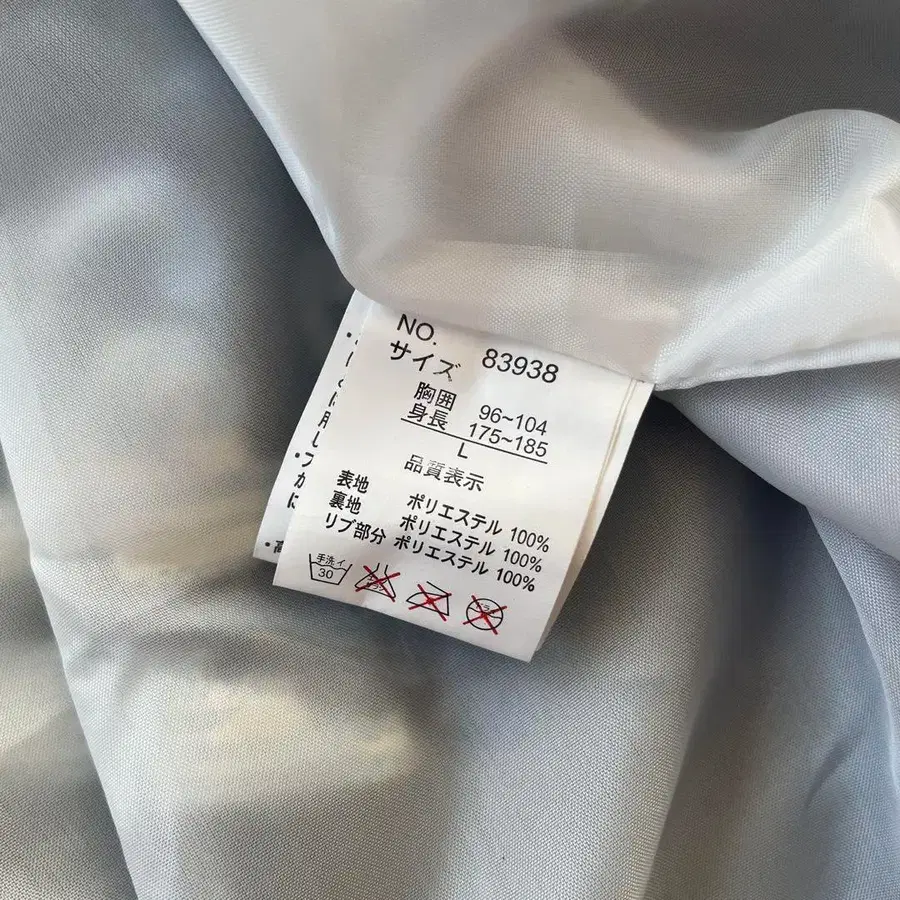 NO. 83938
サイズ
胸囲 96~104
身長 175~185
L
品質表示
表地 ポリエステル 100%
裏地 ポリエステル 100%
リブ部分 ポリエステル 100%
手洗イ
30